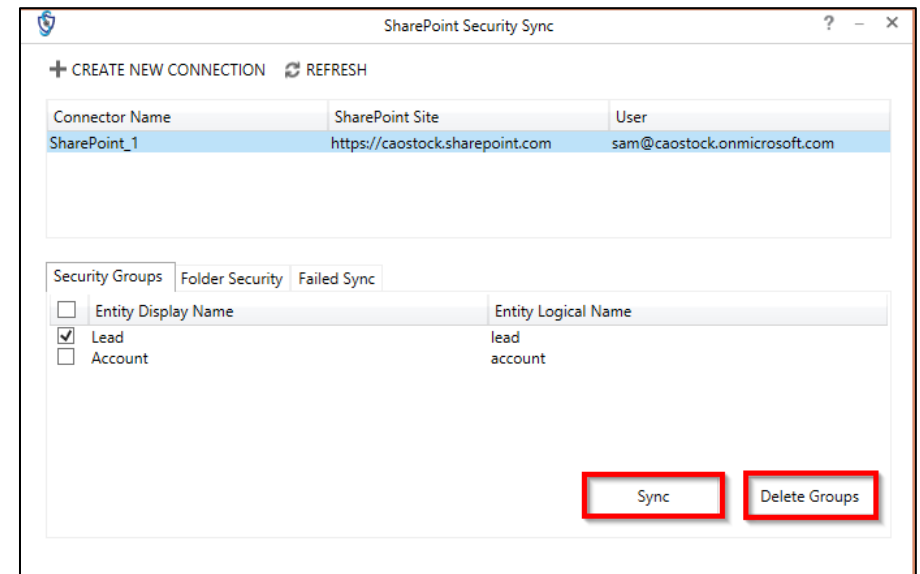 SharePoint Security Sync ? – ×
CREATE NEW CONNECTION REFRESH
Connector Name SharePoint Site User
SharePoint_1 https://caostock.sharepoint.com sam@caostock.onmicrosoft.com
Security Groups Folder Security Failed Sync
Entity Display Name Entity Logical Name
Lead lead
Account account
Sync Delete Groups